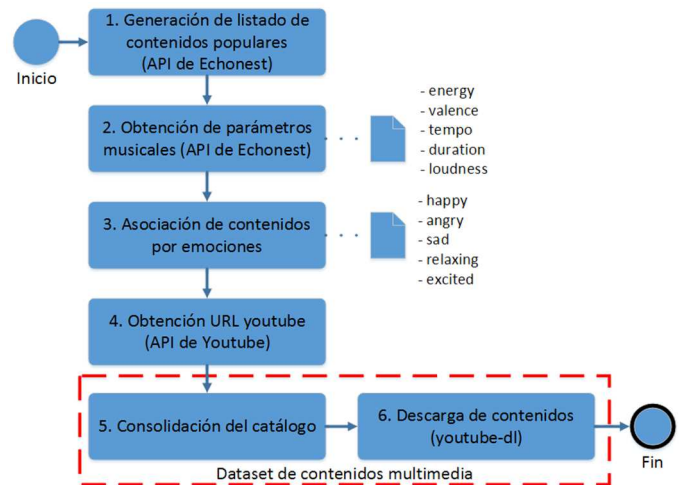 Inicio
1. Generación de listado de
contenidos populares
(API de Echonest)
2. Obtención de parámetros
musicales (API de Echonest)
- energy
- valence
- tempo
- duration
- loudness
3. Asociación de contenidos
por emociones
- happy
- angry
- sad
- relaxing
- excited
4. Obtención URL youtube
(API de Youtube)
5. Consolidación del catálogo
6. Descarga de contenidos
(youtube-dl)
Fin
Dataset de contenidos multimedia